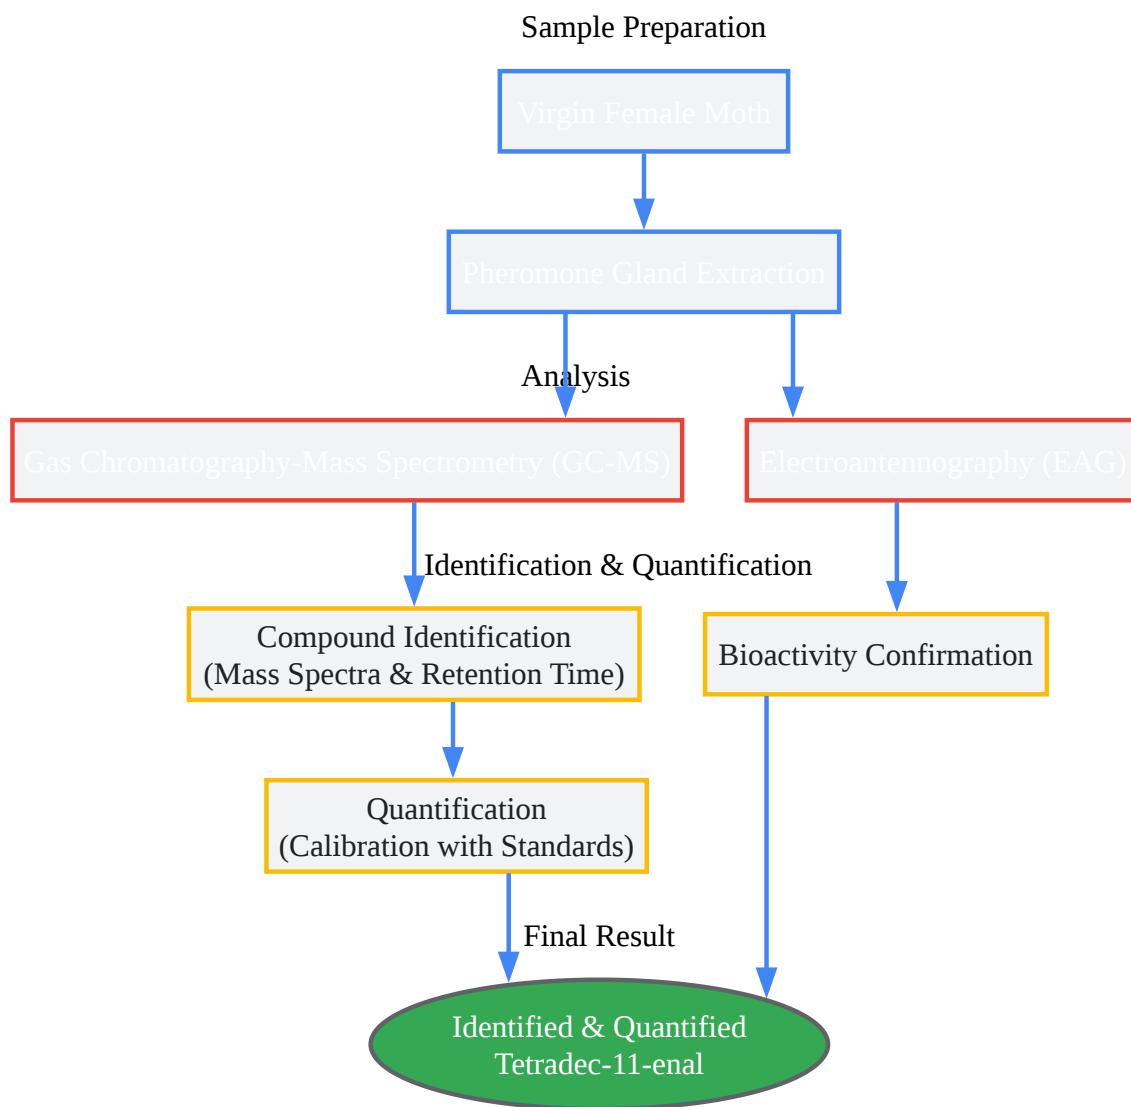 Sample Preparation
Virgin Female Moth
Pheromone Gland Extraction
Analysis
Gas Chromatography-Mass Spectrometry (GC-MS)
Electroantennography (EAG)
Identification & Quantification
Compound Identification
(Mass Spectra & Retention Time)
Bioactivity Confirmation
Quantification
(Calibration with Standards)
Final Result
Identified & Quantified
Tetradec-11-enal